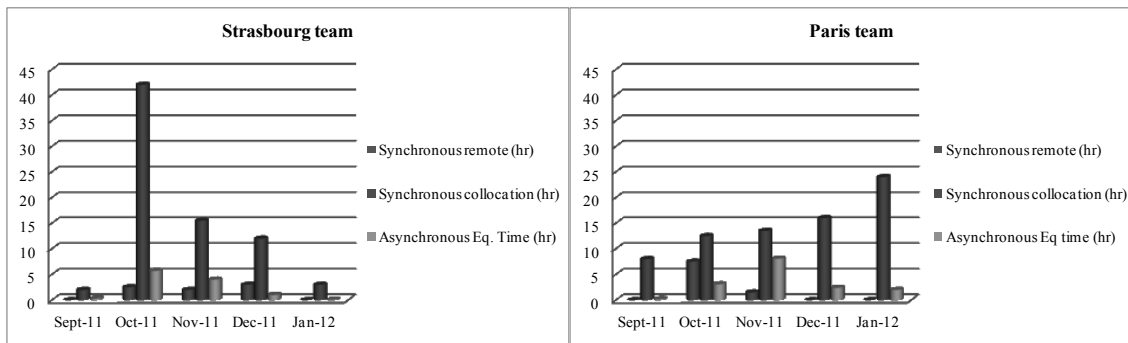 Strasbourg team
45
40
35
30
25
20
15
10
5
0
Sept-11 Oct-11 Nov-11 Dec-11 Jan-12
Synchronous remote (hr)
Synchronous collocation (hr)
Asynchronous Eq. Time (hr)
Paris team
45
40
35
30
25
20
15
10
5
0
Sept-11 Oct-11 Nov-11 Dec-11 Jan-12
Synchronous remote (hr)
Synchronous collocation (hr)
Asynchronous Eq time (hr)